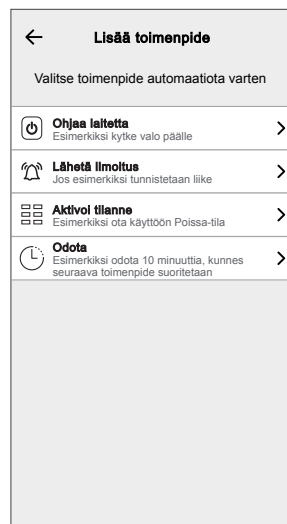 Lisää toimenpide
Valitse toimenpide automaatiota varten
Ohjaa laitetta
Esimerkiksi kytke valo päälle
Lähetä ilmoitus
Jos esimerkiksi tunnistetaan liike
Aktivoi tilanne
Esimerkiksi ota käyttöön Poissa-tila
Odota
Esimerkiksi odota 10 minuuttia, kunnes
seuraava toimenpide suoritetaan